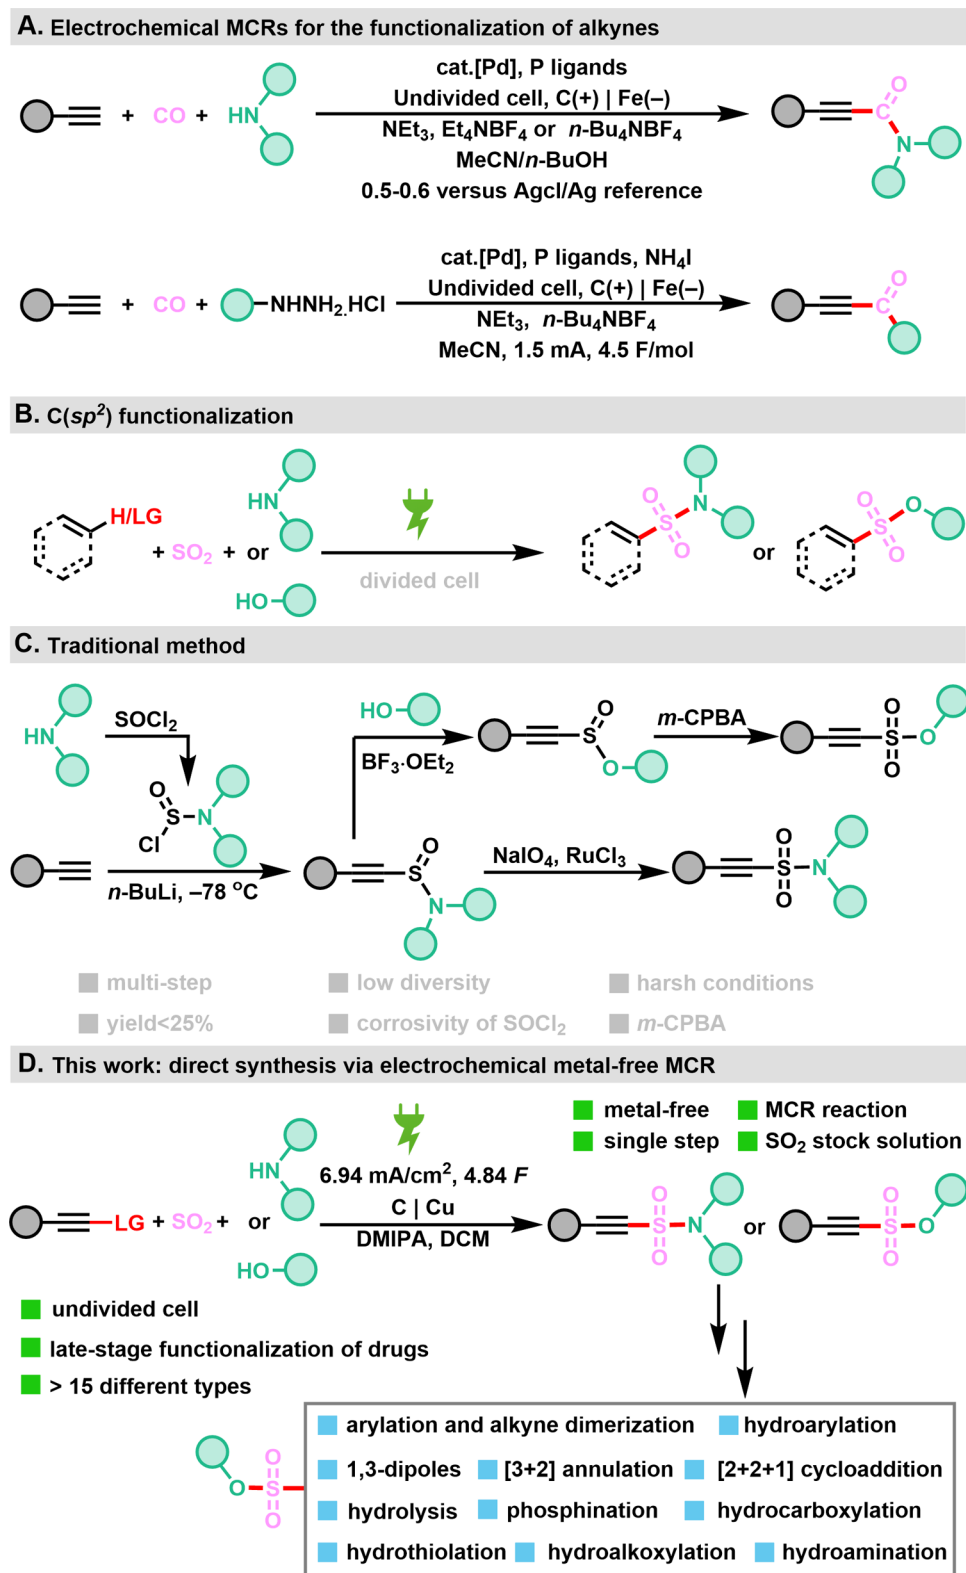 A. Electrochemical MCRs for the functionalization of alkynes
cat.[Pd], P ligands
Undivided cell, C(+) | Fe(–)
+ CO + HN
NEt3, Et4NBF4 or n-Bu4NBF4
MeCN/n-BuOH
0.5-0.6 versus Agcl/Ag reference
O
C
N
cat.[Pd], P ligands, NH4I
Undivided cell, C(+) | Fe(–)
+ CO + NHNH2.HCl
NEt3, n-Bu4NBF4
MeCN, 1.5 mA, 4.5 F/mol
O
C
B. C(sp2) functionalization
H/LG
+ SO2 + or
HN
HO
divided cell
O
S
N
O
or
O
S
O
O
C. Traditional method
HN
SOCl2
O
S
N
Cl
n-BuLi, –78 oC
HO
BF3·OEt2
O
S
O
m-CPBA
O
S
O
O
O
S
N
NaIO4, RuCl3
O
S
N
O
multi-step
low diversity
harsh conditions
yield<25%
corrosivity of SOCl2
m-CPBA
D. This work: direct synthesis via electrochemical metal-free MCR
metal-free
MCR reaction
single step
SO2 stock solution
LG + SO2 + or
HN
HO
6.94 mA/cm2, 4.84 F
C | Cu
DMIPA, DCM
O
S
N
O
or
O
S
O
O
undivided cell
late-stage functionalization of drugs
> 15 different types
O
O
S
O
arylation and alkyne dimerization
hydroarylation
1,3-dipoles
[3+2] annulation
[2+2+1] cycloaddition
hydrolysis
phosphination
hydrocarboxylation
hydrothiolation
hydroalkoxylation
hydroamination